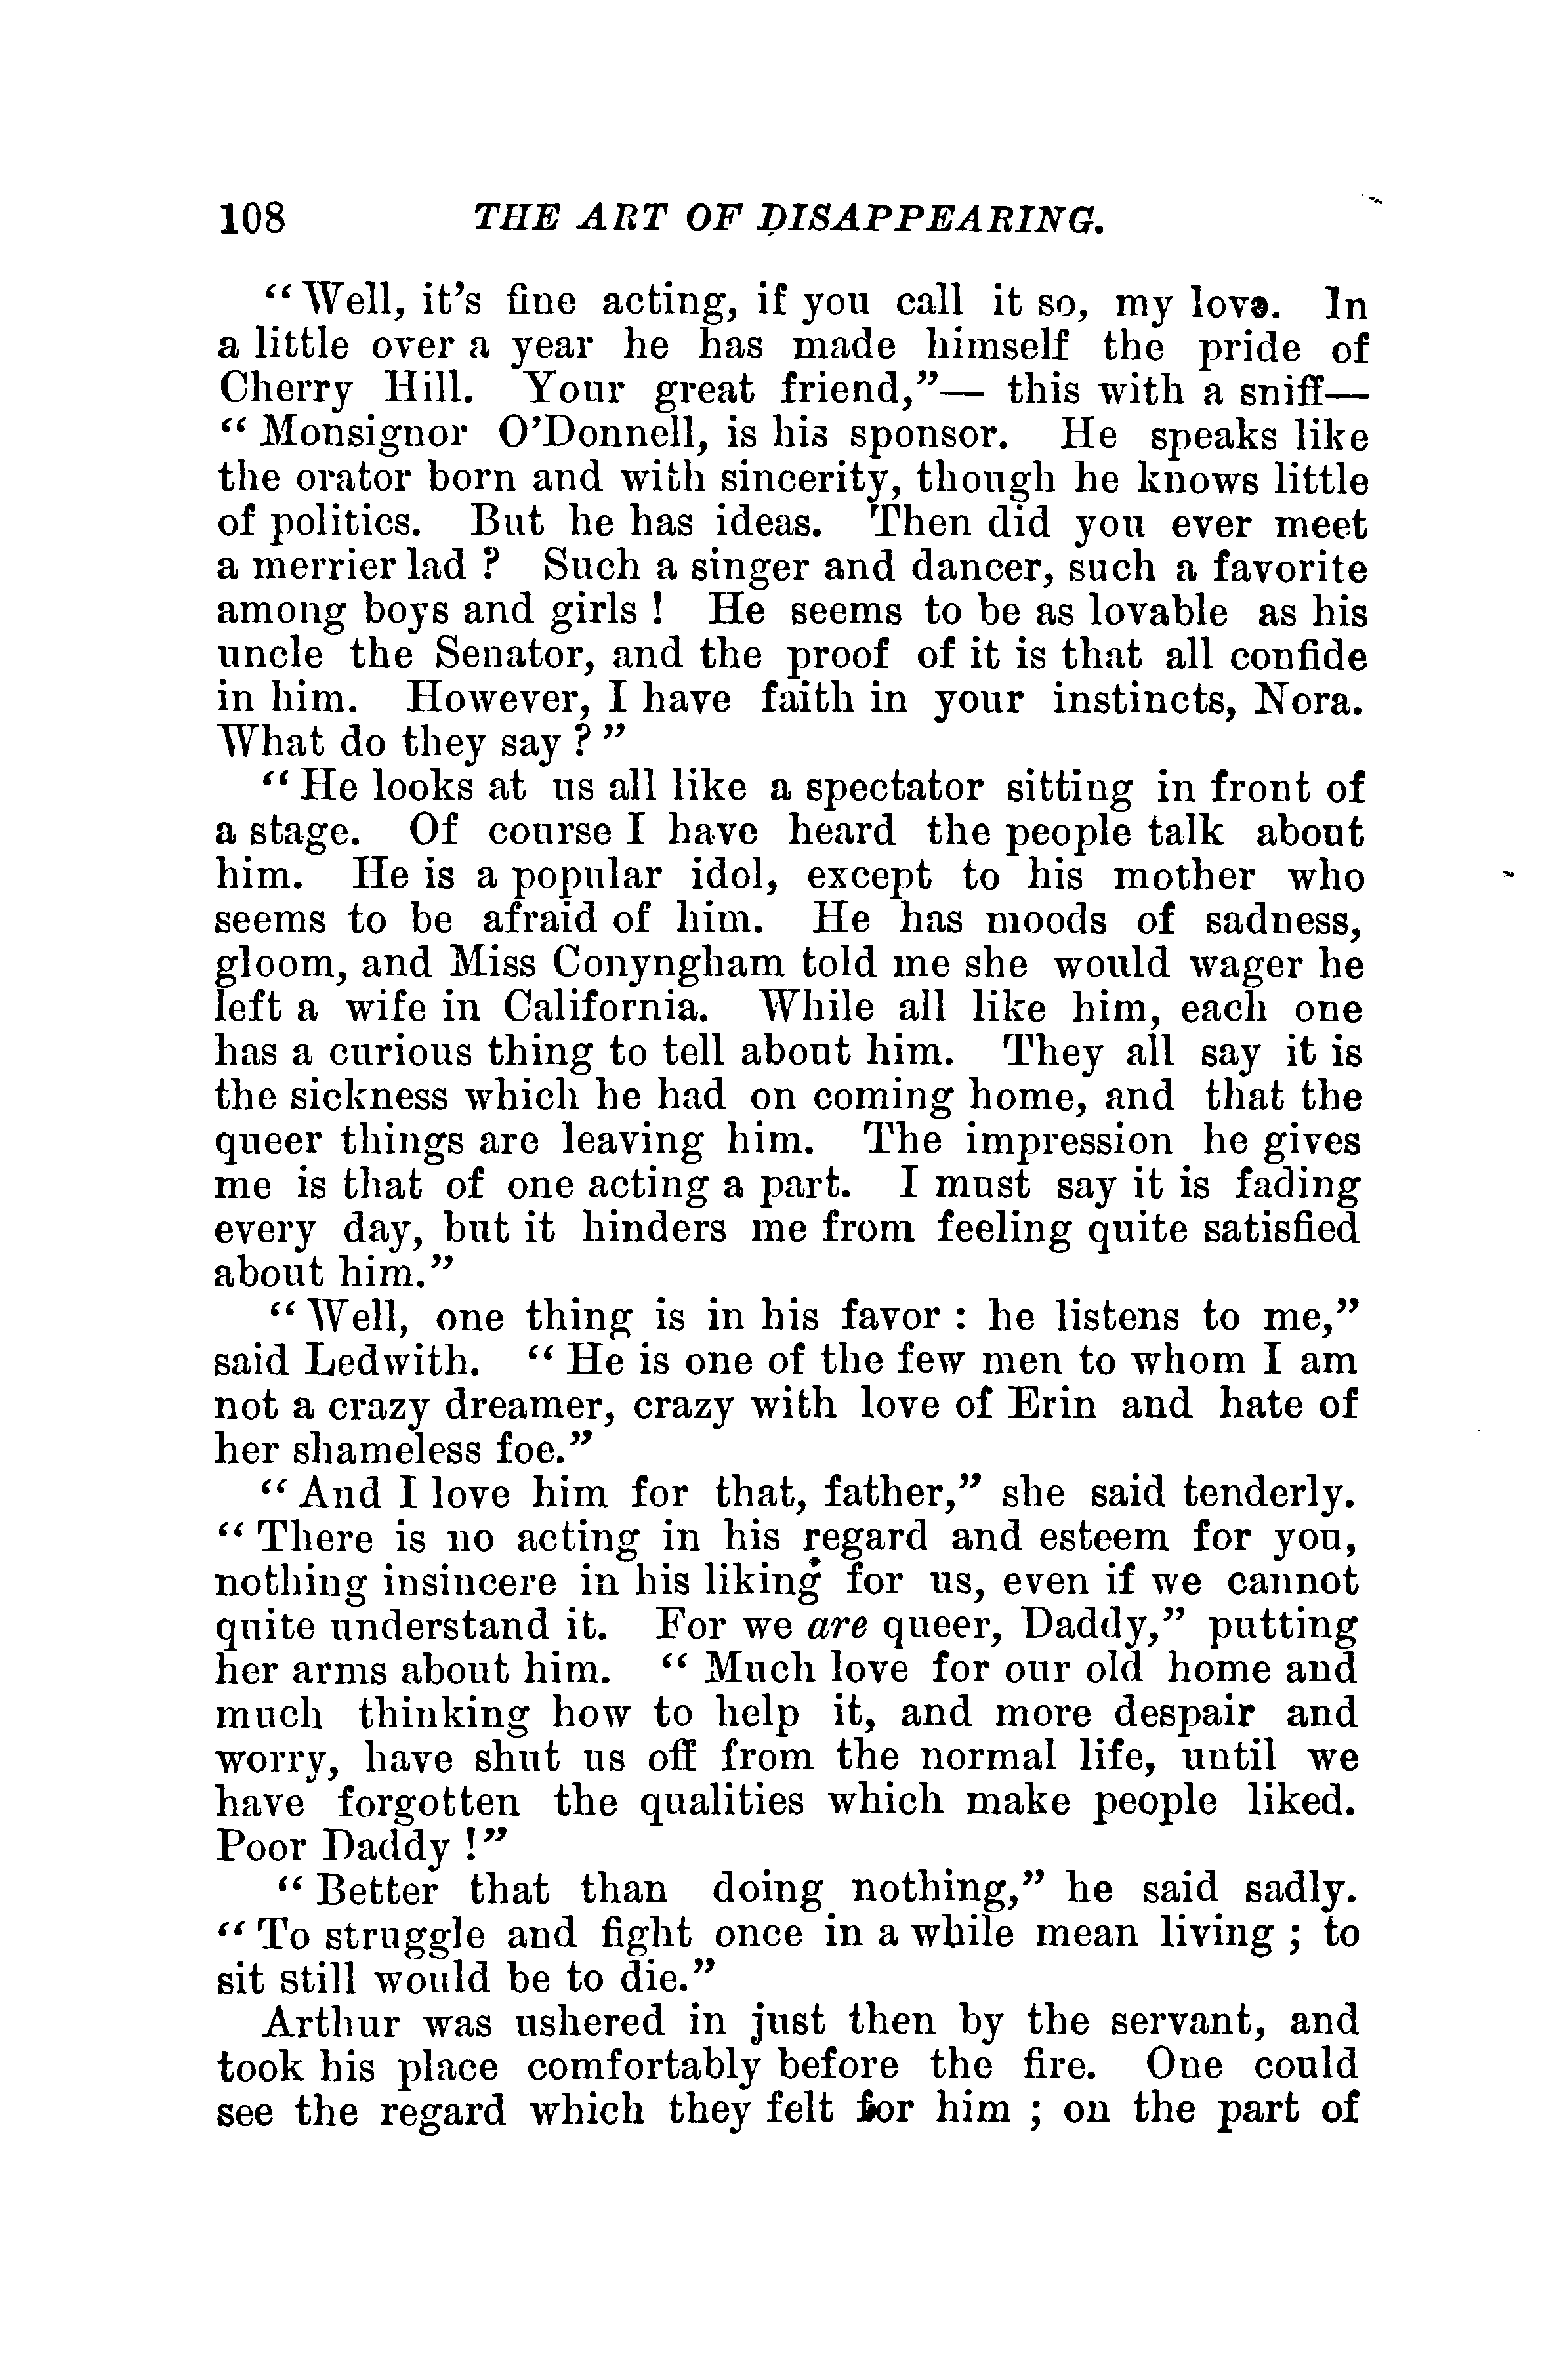 108 THE ART OF DISAPPEARING.
“Well, it’s fine acting, if you call it so, my love. In
a little over a year he has made himself the pride of
Cherry Hill. Your great friend,”— this with a sniff—
“ Monsignor O’Donnell, is his sponsor. He speaks like
the orator born and with sincerity, though he knows little
of politics. But he has ideas. Then did you ever meet
a merrier lad ? Such a singer and dancer, such a favorite
among boys and girls ! He seems to be as lovable as his
uncle the Senator, and the proof of it is that all confide
in him. However, I have faith in your instincts, Nora.
What do they say ? ”
“ He looks at us all like a spectator sitting in front of
a stage. Of course I have heard the people talk about
him. He is a popular idol, except to his mother who
seems to be afraid of him. He has moods of sadness,
gloom, and Miss Conyngham told me she would wager he
left a wife in California. While all like him, each one
has a curious thing to tell about him. They all say it is
the sickness which he had on coming home, and that the
queer things are leaving him. The impression he gives
me is that of one acting a part. I must say it is fading
every day, but it hinders me from feeling quite satisfied
about him.”
“Well, one thing is in his favor : he listens to me,”
said Ledwith. “ He is one of the few men to whom I am
not a crazy dreamer, crazy with love of Erin and hate of
her shameless foe.”
“ And I love him for that, father,” she said tenderly.
“ There is no acting in his regard and esteem for you,
nothing insincere in his liking for us, even if we cannot
quite understand it. For we are queer, Daddy,” putting
her arms about him. “ Much love for our old home and
much thinking how to help it, and more despair and
worry, have shut us off from the normal life, until we
have forgotten the qualities which make people liked.
Poor Daddy !”
“ Better that than doing nothing,” he said sadly.
“ To struggle and fight once in a while mean living ; to
sit still would be to die.”
Arthur was ushered in just then by the servant, and
took his place comfortably before the fire. One could
see the regard which they felt for him ; on the part of